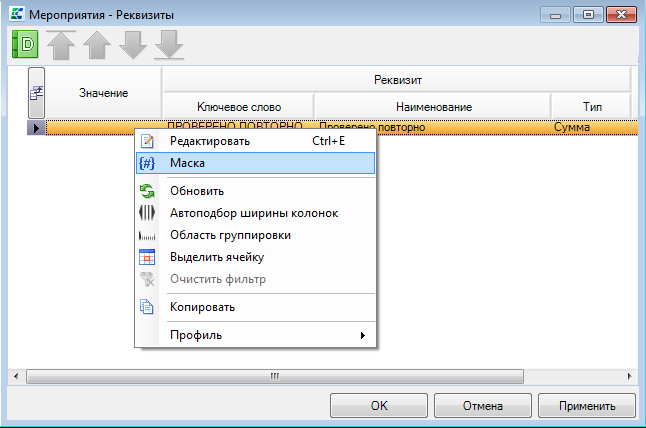 Мероприятия - Реквизиты
D
Значение
Реквизит
Ключевое слово
Наименование
Тип
ПРОВЕРЕНО ПОВТОРНО
Проверено повторно
Сумма
Редактировать Ctrl+E
{#} Маска
Обновить
Автоподбор ширины колонок
Область группировки
Выделить ячейку
Очистить фильтр
Копировать
Профиль
OK
Отмена
Применить